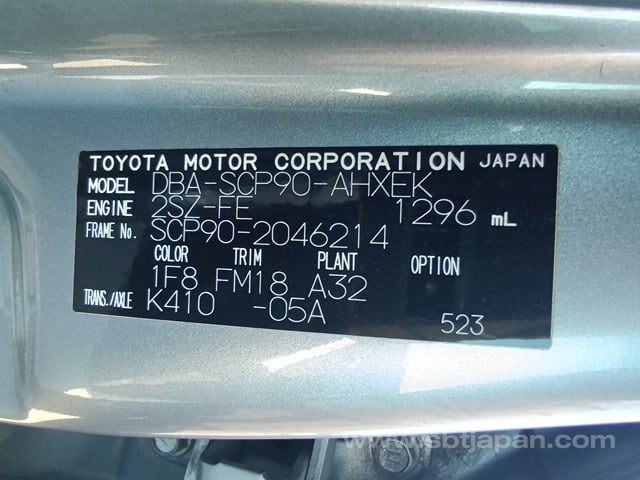 TOYOTA MOTOR CORPORATION JAPAN
MODEL DBA-SCP90-AHXEK
ENGINE 2SZ-FE 1296 mL
FRAME No. SCP90-2046214
COLOR TRIM PLANT OPTION
1F8 FM18 A32
TRANS./AXLE K410 -05A
523
www.sbtjapan.com